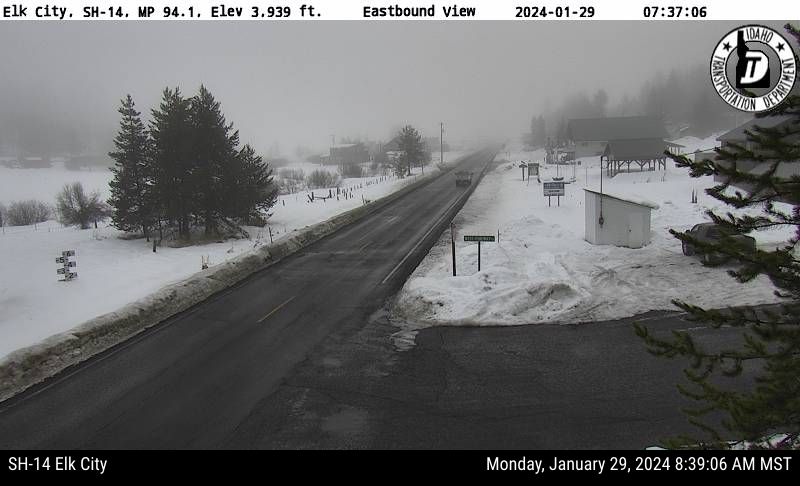 Elk City, SH-14, MP 94.1, Elev 3,939 ft. Eastbound View 2024-01-29 07:37:06
IDAHO
TRANSPORTATION DEPARTMENT
SH-14 Elk City Monday, January 29, 2024 8:39:06 AM MST